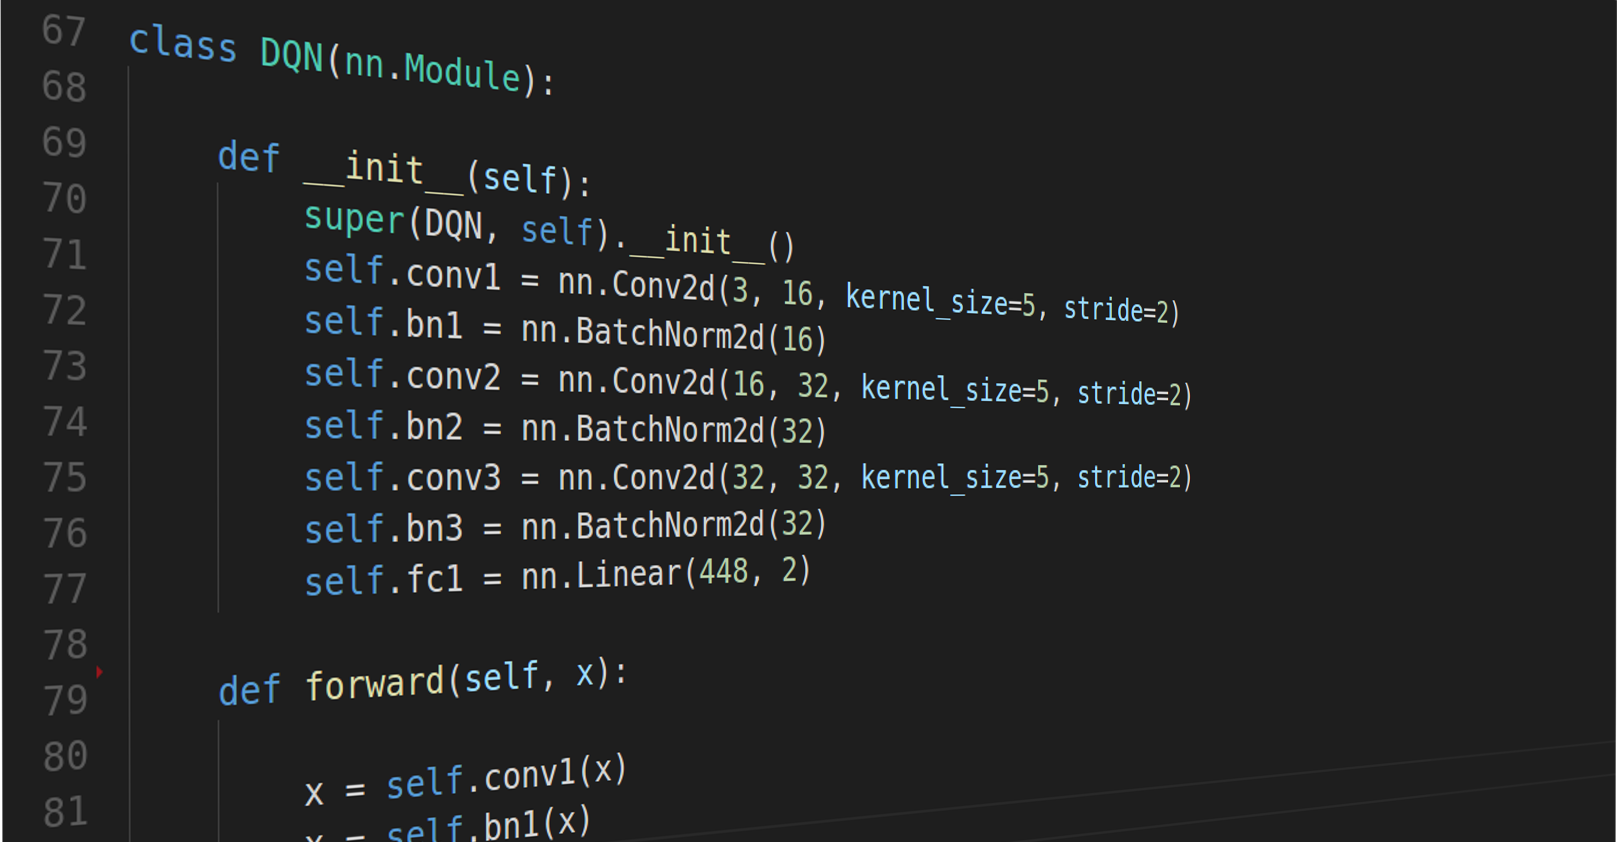 67 class DQN(nn.Module):
68
69     def __init__(self):
70         super(DQN, self).__init__()
71         self.conv1 = nn.Conv2d(3, 16, kernel_size=5, stride=2)
72         self.bn1 = nn.BatchNorm2d(16)
73         self.conv2 = nn.Conv2d(16, 32, kernel_size=5, stride=2)
74         self.bn2 = nn.BatchNorm2d(32)
75         self.conv3 = nn.Conv2d(32, 32, kernel_size=5, stride=2)
76         self.bn3 = nn.BatchNorm2d(32)
77         self.fc1 = nn.Linear(448, 2)
78
79     def forward(self, x):
80
81         x = self.conv1(x)
        x = self.bn1(x)